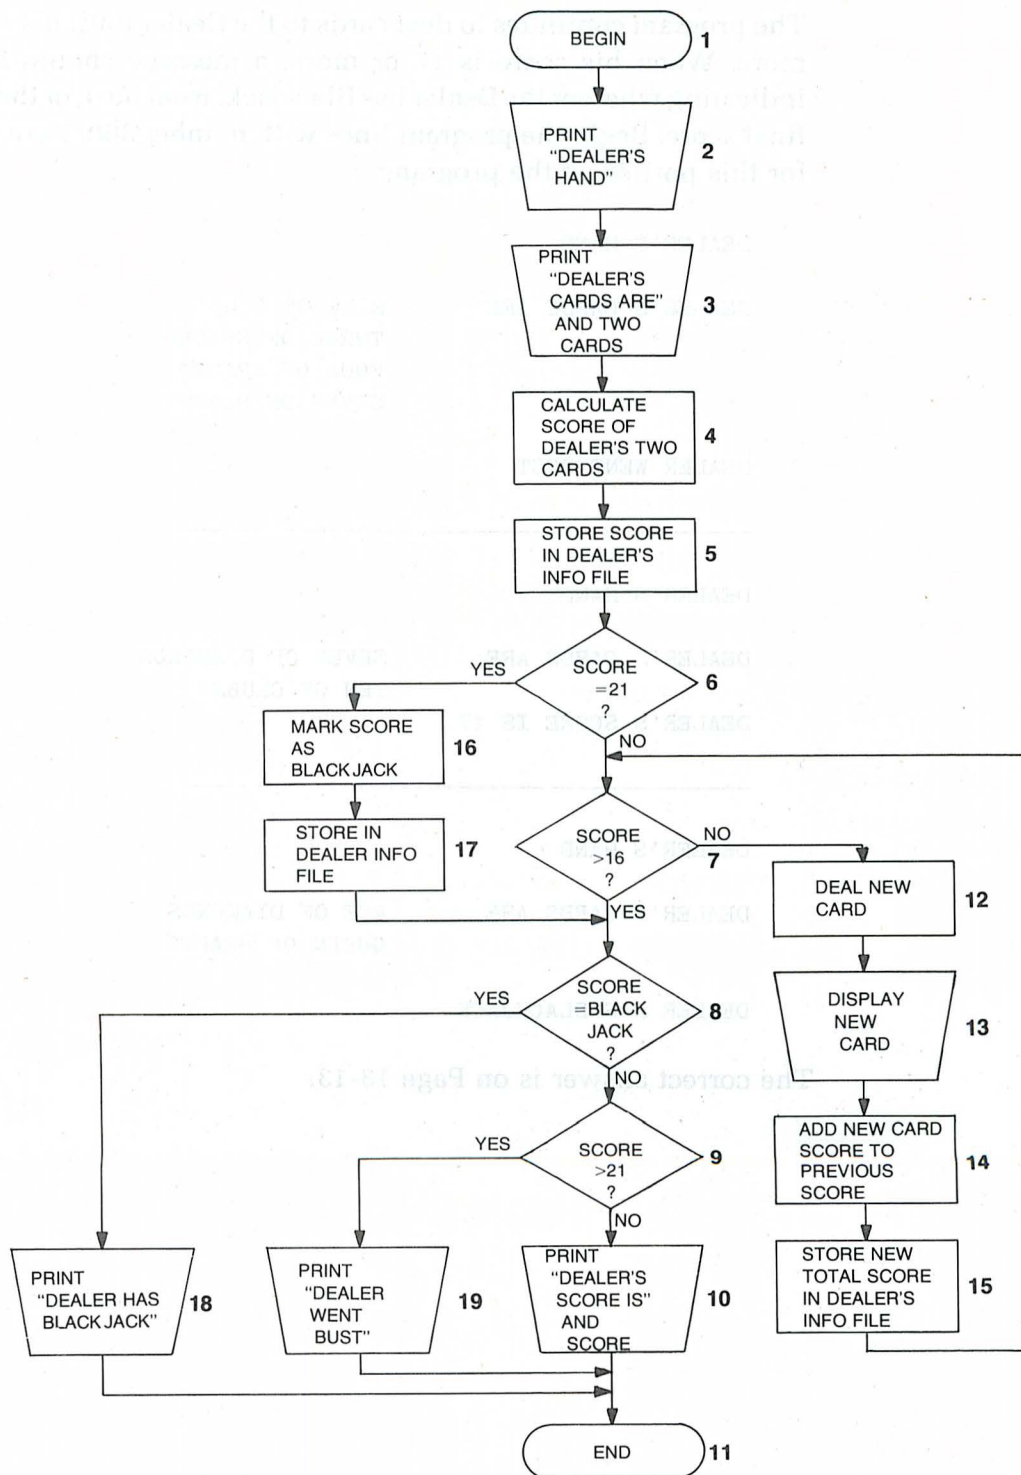 BEGIN
1
PRINT
"DEALER'S
HAND"
2
PRINT
"DEALER'S
CARDS ARE"
AND TWO
CARDS
3
CALCULATE
SCORE OF
DEALER'S TWO
CARDS
4
STORE SCORE
IN DEALER'S
INFO FILE
5
SCORE
=21
?
6
YES
NO
MARK SCORE
AS
BLACKJACK
16
STORE IN
DEALER INFO
FILE
17
SCORE
>16
?
7
NO
YES
DEAL NEW
CARD
12
DISPLAY
NEW
CARD
13
ADD NEW CARD
SCORE TO
PREVIOUS
SCORE
14
STORE NEW
TOTAL SCORE
IN DEALER'S
INFO FILE
15
SCORE
=BLACK
JACK
?
8
YES
NO
SCORE
>21
?
9
YES
NO
PRINT
"DEALER HAS
BLACKJACK"
18
PRINT
"DEALER
WENT
BUST"
19
PRINT
"DEALER'S
SCORE IS"
AND
SCORE
10
END
11